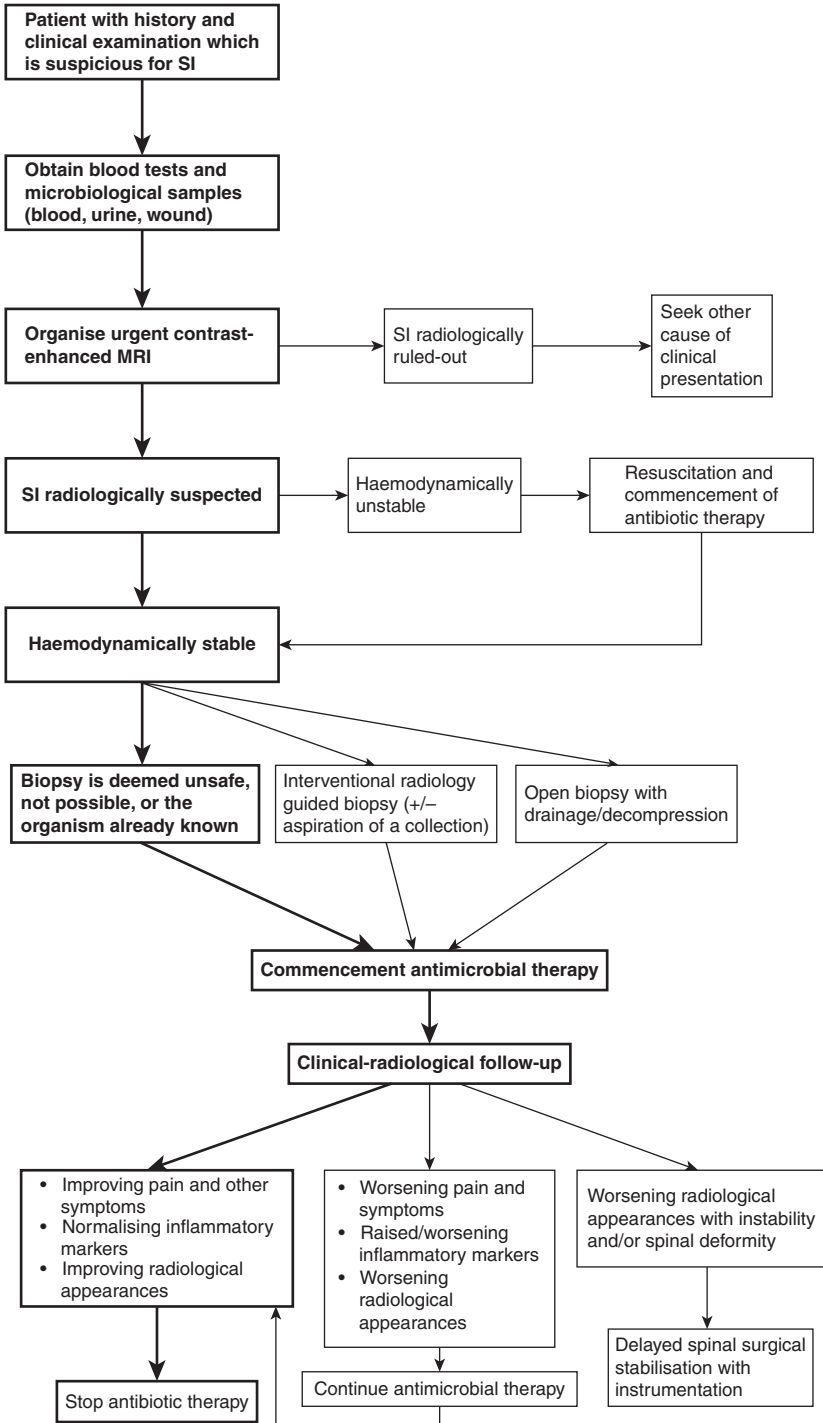 Patient with history and
clinical examination which
is suspicious for SI
Obtain blood tests and
microbiological samples
(blood, urine, wound)
Organise urgent contrast-
enhanced MRI
SI radiologically
ruled-out
Seek other
cause of
clinical
presentation
SI radiologically suspected
Haemodynamically
unstable
Resuscitation and
commencement of
antibiotic therapy
Haemodynamically stable
Biopsy is deemed unsafe,
not possible, or the
organism already known
Interventional radiology
guided biopsy (+/–
aspiration of a collection)
Open biopsy with
drainage/decompression
Commencement antimicrobial therapy
Clinical-radiological follow-up
• Improving pain and other
symptoms
• Normalising inflammatory
markers
• Improving radiological
appearances
• Worsening pain and
symptoms
• Raised/worsening
inflammatory markers
• Worsening
radiological
appearances
Worsening radiological
appearances with instability
and/or spinal deformity
Stop antibiotic therapy
Continue antimicrobial therapy
Delayed spinal surgical
stabilisation with
instrumentation